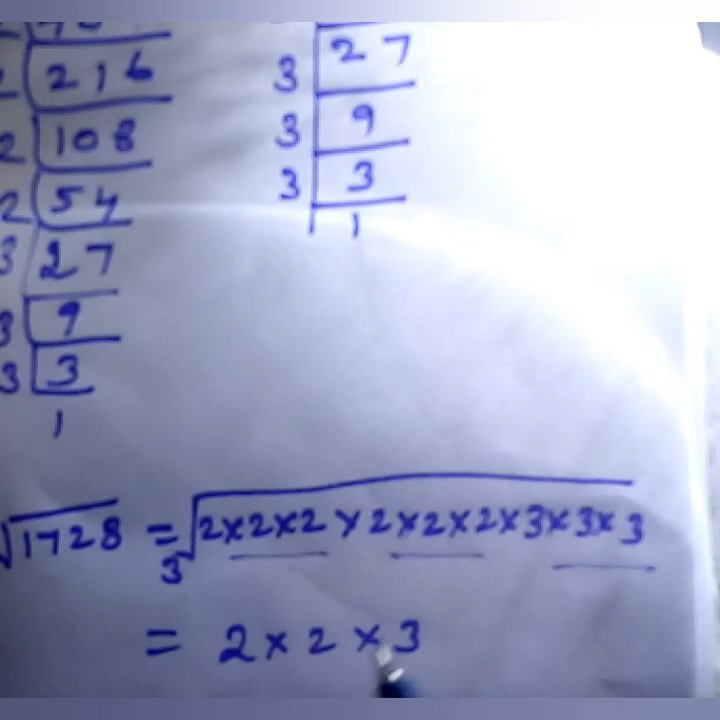 2 | 216
2 | 108
2 | 54
3 | 27
3 | 9
3 | 3
1
3 | 27
3 | 9
3 | 3
1
√1728 = 3√2×2×2×2×2×2×3×3×3
= 2×2×3